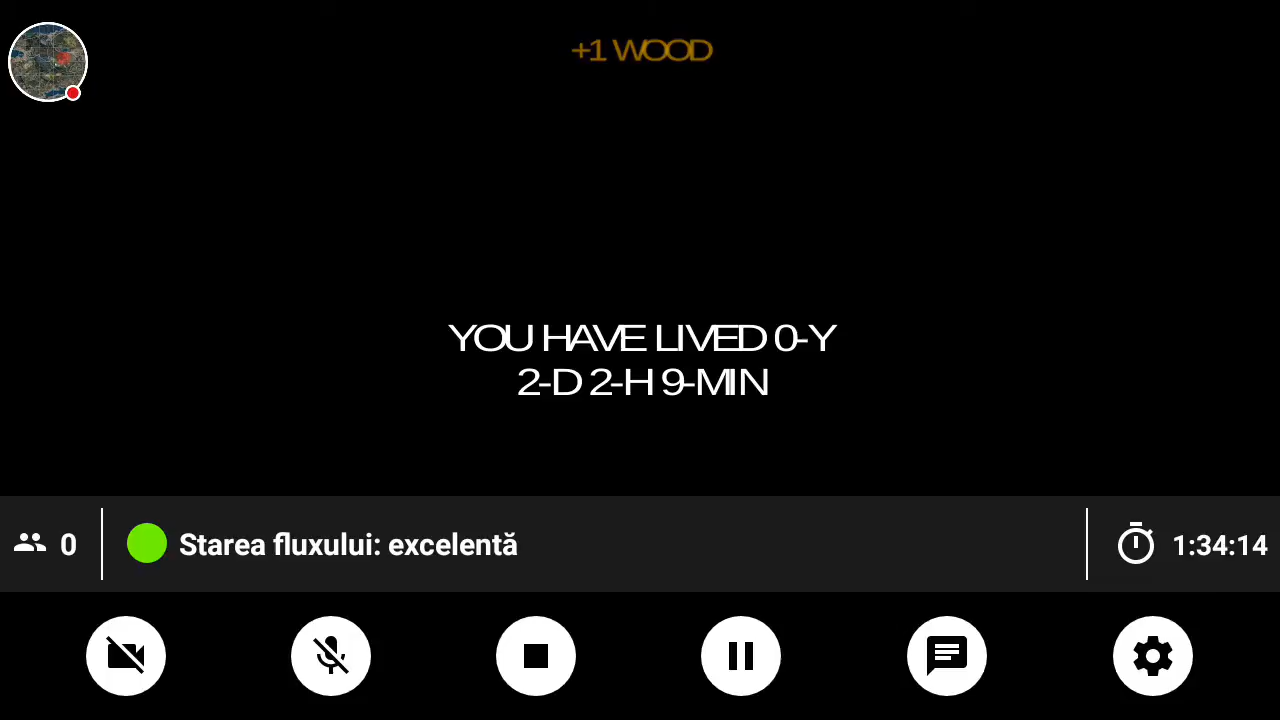 +1 WOOD
YOU HAVE LIVED 0-Y
2-D 2-H 9-MIN
0
Starea fluxului: excelentă
1:34:14